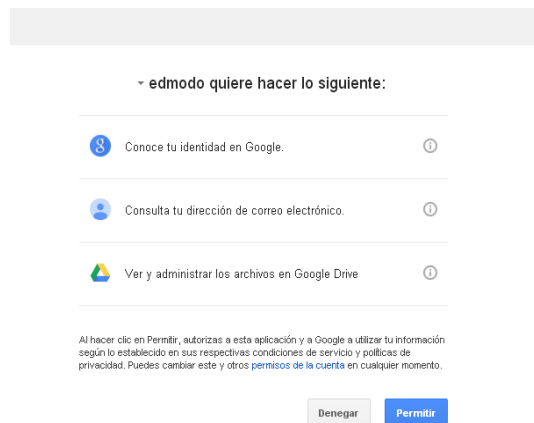 edmodo quiere hacer lo siguiente:
8
Conoce tu identidad en Google.
Consulta tu dirección de correo electrónico.
Ver y administrar los archivos en Google Drive
Al hacer clic en Permitir, autorizas a esta aplicación y a Google a utilizar tu información
según lo establecido en sus respectivas condiciones de servicio y políticas de
privacidad. Puedes cambiar este y otros permisos de la cuenta en cualquier momento.
Denegar Permitir